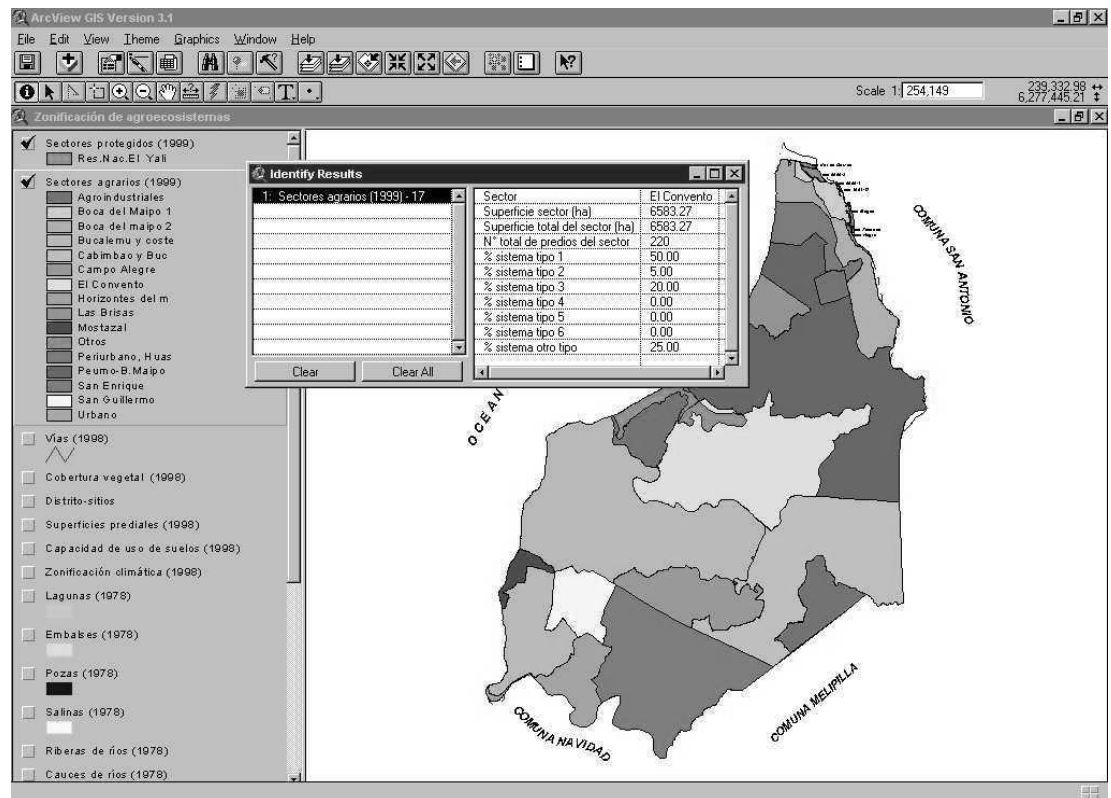 ArcView GIS Version 3.1
File Edit View Theme Graphics Window Help
Scale 1: 254,149
239,332.98
6,277,445.21
Zonificación de agroecosistemas
Sectores protegidos (1999)
Res.Nac.El Yali
Sectores agrarios (1999)
Agroindustriales
Boca del Maipo 1
Boca del maipo 2
Bucalemu y coste
Cabimbao y Buc
Campo Alegre
El Convento
Horizontes del m
Las Brisas
Mostazal
Otros
Periurbano, Huas
Peumo-B.Maipo
San Enrique
San Guillermo
Urbano
Vías (1998)
Cobertura vegetal (1998)
Distrito-sitios
Superficies prediales (1998)
Capacidad de uso de suelos (1998)
Zonificación climática (1998)
Lagunas (1978)
Embalses (1978)
Pozas (1978)
Salinas (1978)
Riberas de ríos (1978)
Cauces de ríos (1978)
Identify Results
1: Sectores agrarios (1999) - 17
Clear Clear All
Sector El Convento
Superficie sector (ha) 6583.27
Superficie total del sector (ha) 6583.27
N° total de predios del sector 220
% sistema tipo 1 50.00
% sistema tipo 2 5.00
% sistema tipo 3 20.00
% sistema tipo 4 0.00
% sistema tipo 5 0.00
% sistema tipo 6 0.00
% sistema otro tipo 25.00
COMUNA SAN ANTONIO
OCEAN
COMUNA MELIPILLA
COMUNA NAVIDAD